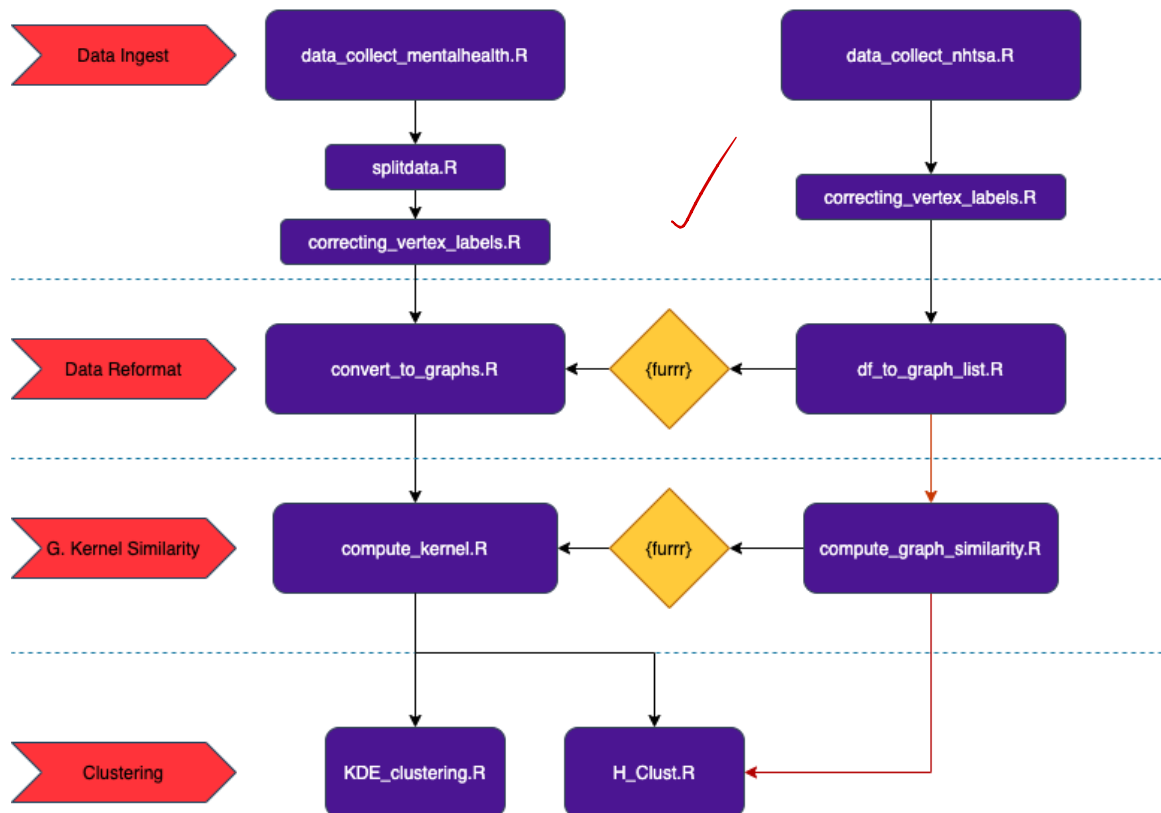 Data Ingest
data_collect_mentalhealth.R
data_collect_nhtsa.R
splitdata.R
correcting_vertex_labels.R
correcting_vertex_labels.R
Data Reformat
convert_to_graphs.R
{furrr}
df_to_graph_list.R
G. Kernel Similarity
compute_kernel.R
{furrr}
compute_graph_similarity.R
Clustering
KDE_clustering.R
H_Clust.R